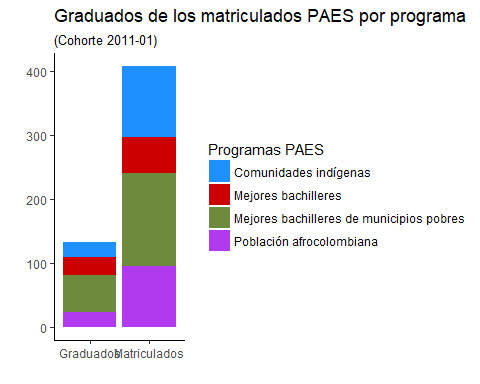 Graduados de los matriculados PAES por programa
(Cohorte 2011-01)
400
300
200
100
0
Graduados
Matriculados
Programas PAES
Comunidades indígenas
Mejores bachilleres
Mejores bachilleres de municipios pobres
Población afrocolombiana